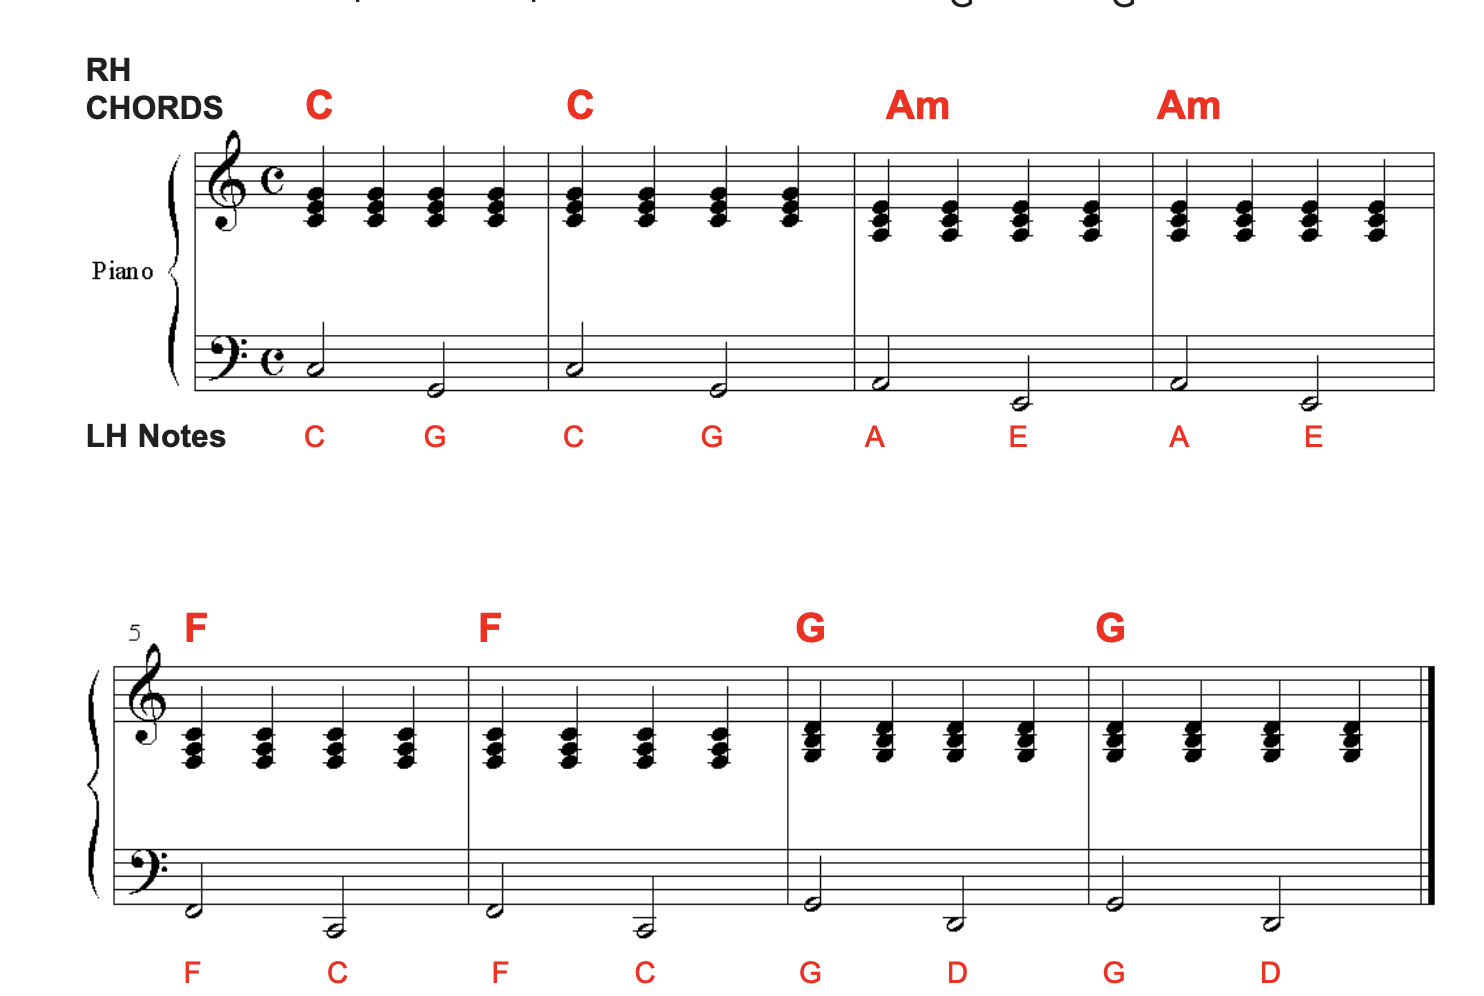 RH
CHORDS C C Am Am
Piano
LH Notes C G C G A E A E
5 F F G G
F C F C G D G D